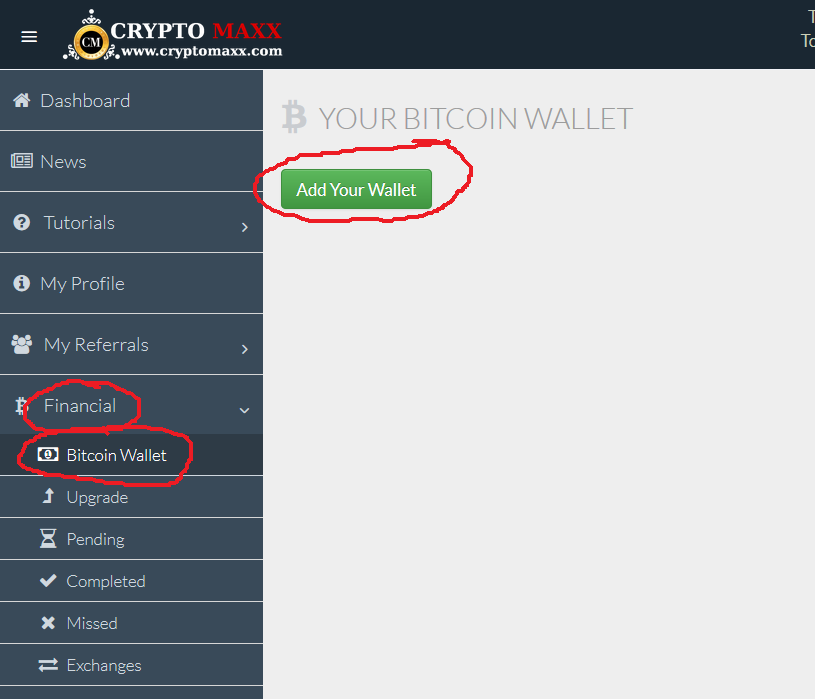 CM
CRYPTO MAXX
www.cryptomaxx.com
Dashboard
News
Tutorials
My Profile
My Referrals
Financial
Bitcoin Wallet
Upgrade
Pending
Completed
Missed
Exchanges
YOUR BITCOIN WALLET
Add Your Wallet